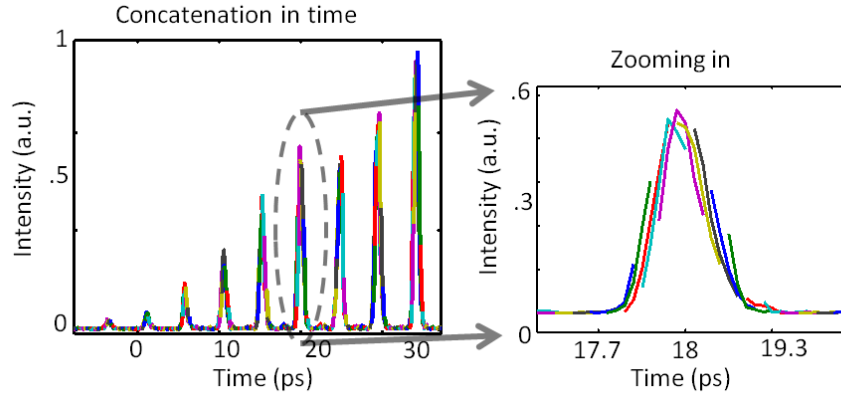 Concatenation in time
1
.5
0
Intensity (a.u.)
0
10
20
30
Time (ps)
Zooming in
.6
.3
0
Intensity (a.u.)
17.7
18
19.3
Time (ps)